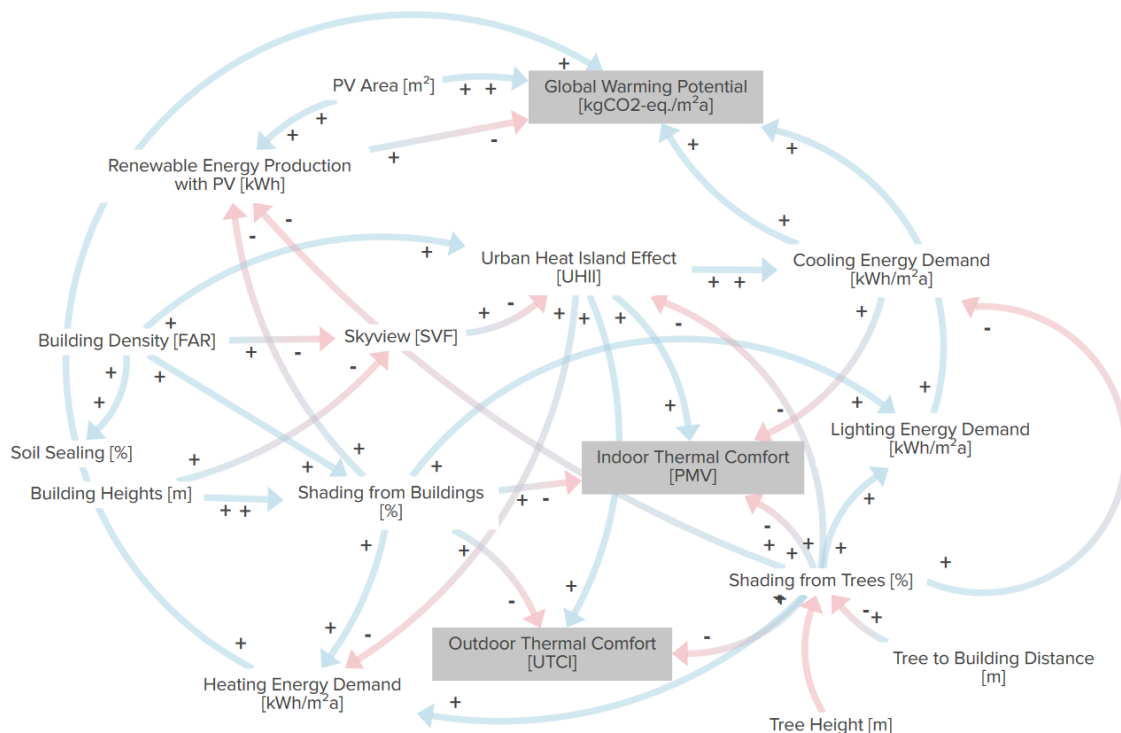 PV Area [m²]
Global Warming Potential
[kgCO2-eq./m²a]
Renewable Energy Production
with PV [kWh]
Urban Heat Island Effect
[UHII]
Cooling Energy Demand
[kWh/m²a]
Building Density [FAR]
Skyview [SVF]
Soil Sealing [%]
Lighting Energy Demand
[kWh/m²a]
Indoor Thermal Comfort
[PMV]
Building Heights [m]
Shading from Buildings
[%]
Shading from Trees [%]
Outdoor Thermal Comfort
[UTCI]
Tree to Building Distance
[m]
Heating Energy Demand
[kWh/m²a]
Tree Height [m]